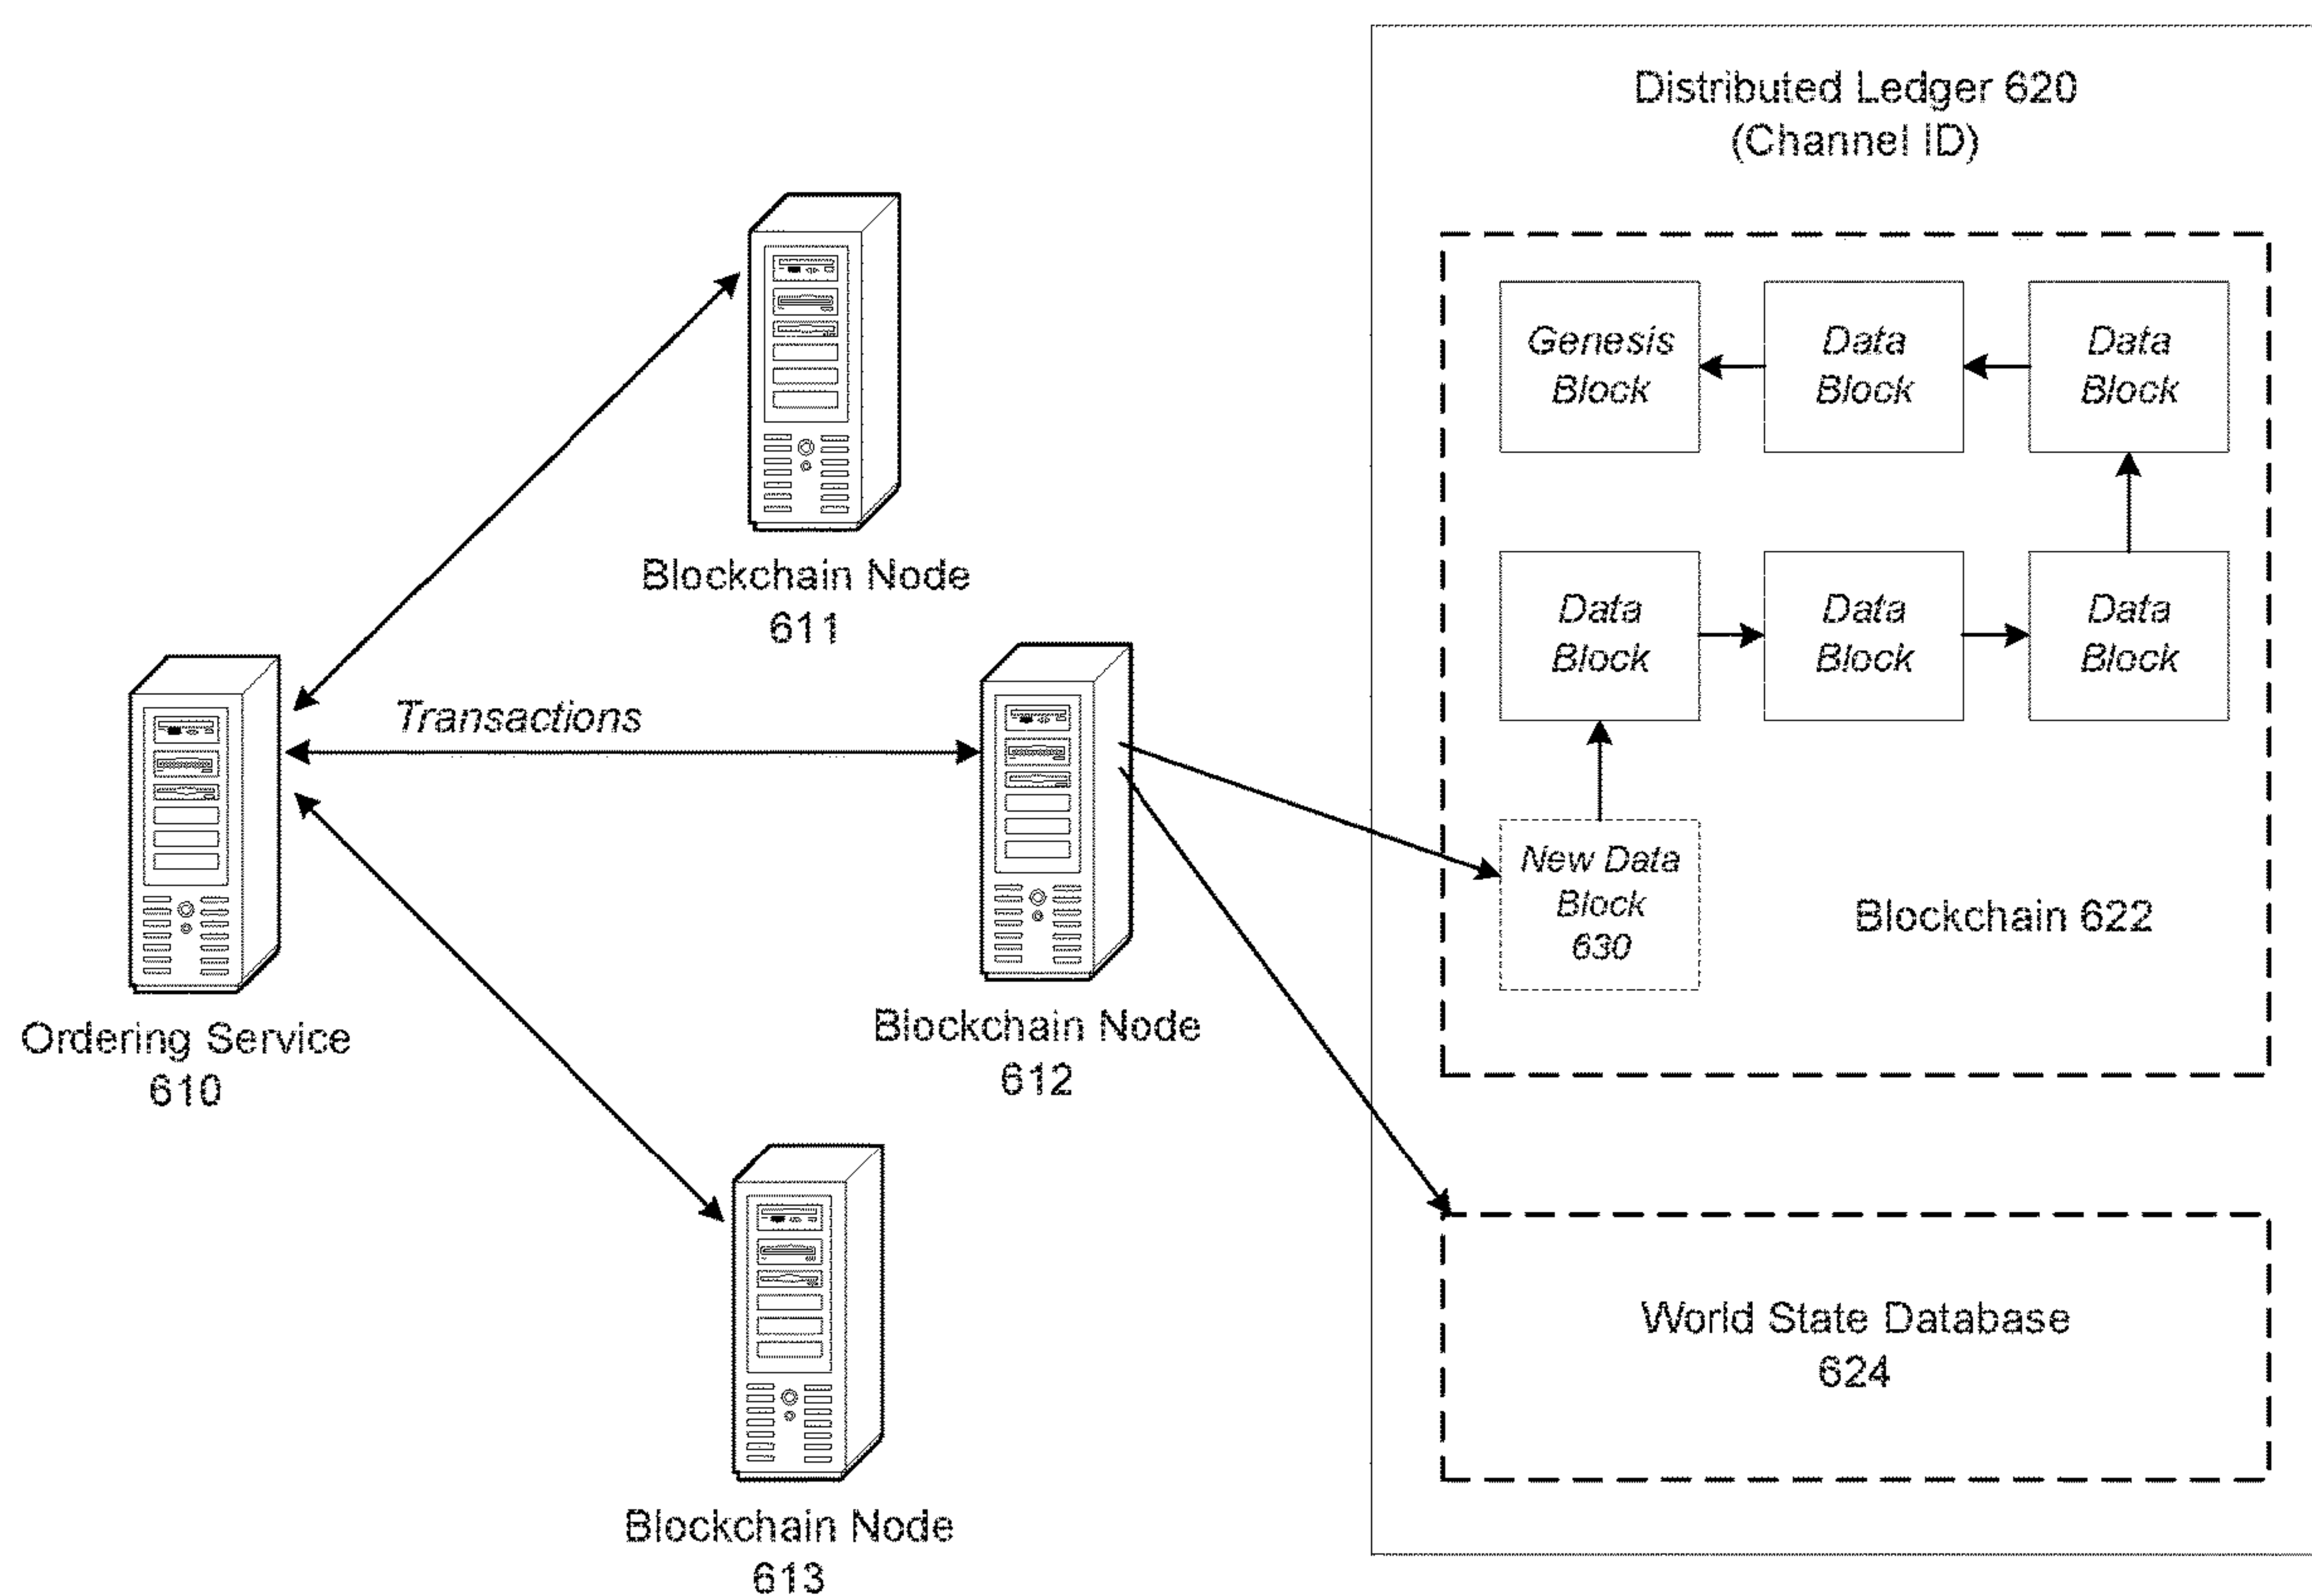 Distributed Ledger 620
(Channel ID)
Genesis
Block
Data
Block
Data
Block
Blockchain Node
611
Data
Block
Data
Block
Data
Block
Transactions
New Data
Block
630
Blockchain 622
Ordering Service
610
Blockchain Node
612
World State Database
624
Blockchain Node
613